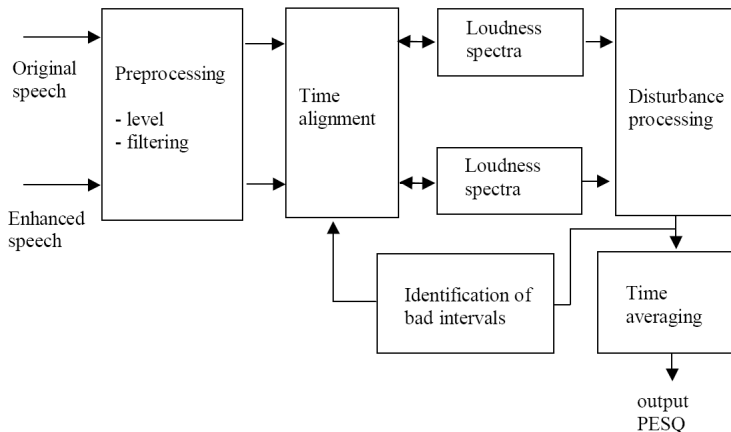 Original
speech
Enhanced
speech
Preprocessing
- level
- filtering
Time
alignment
Loudness
spectra
Loudness
spectra
Disturbance
processing
Identification of
bad intervals
Time
averaging
output
PESQ